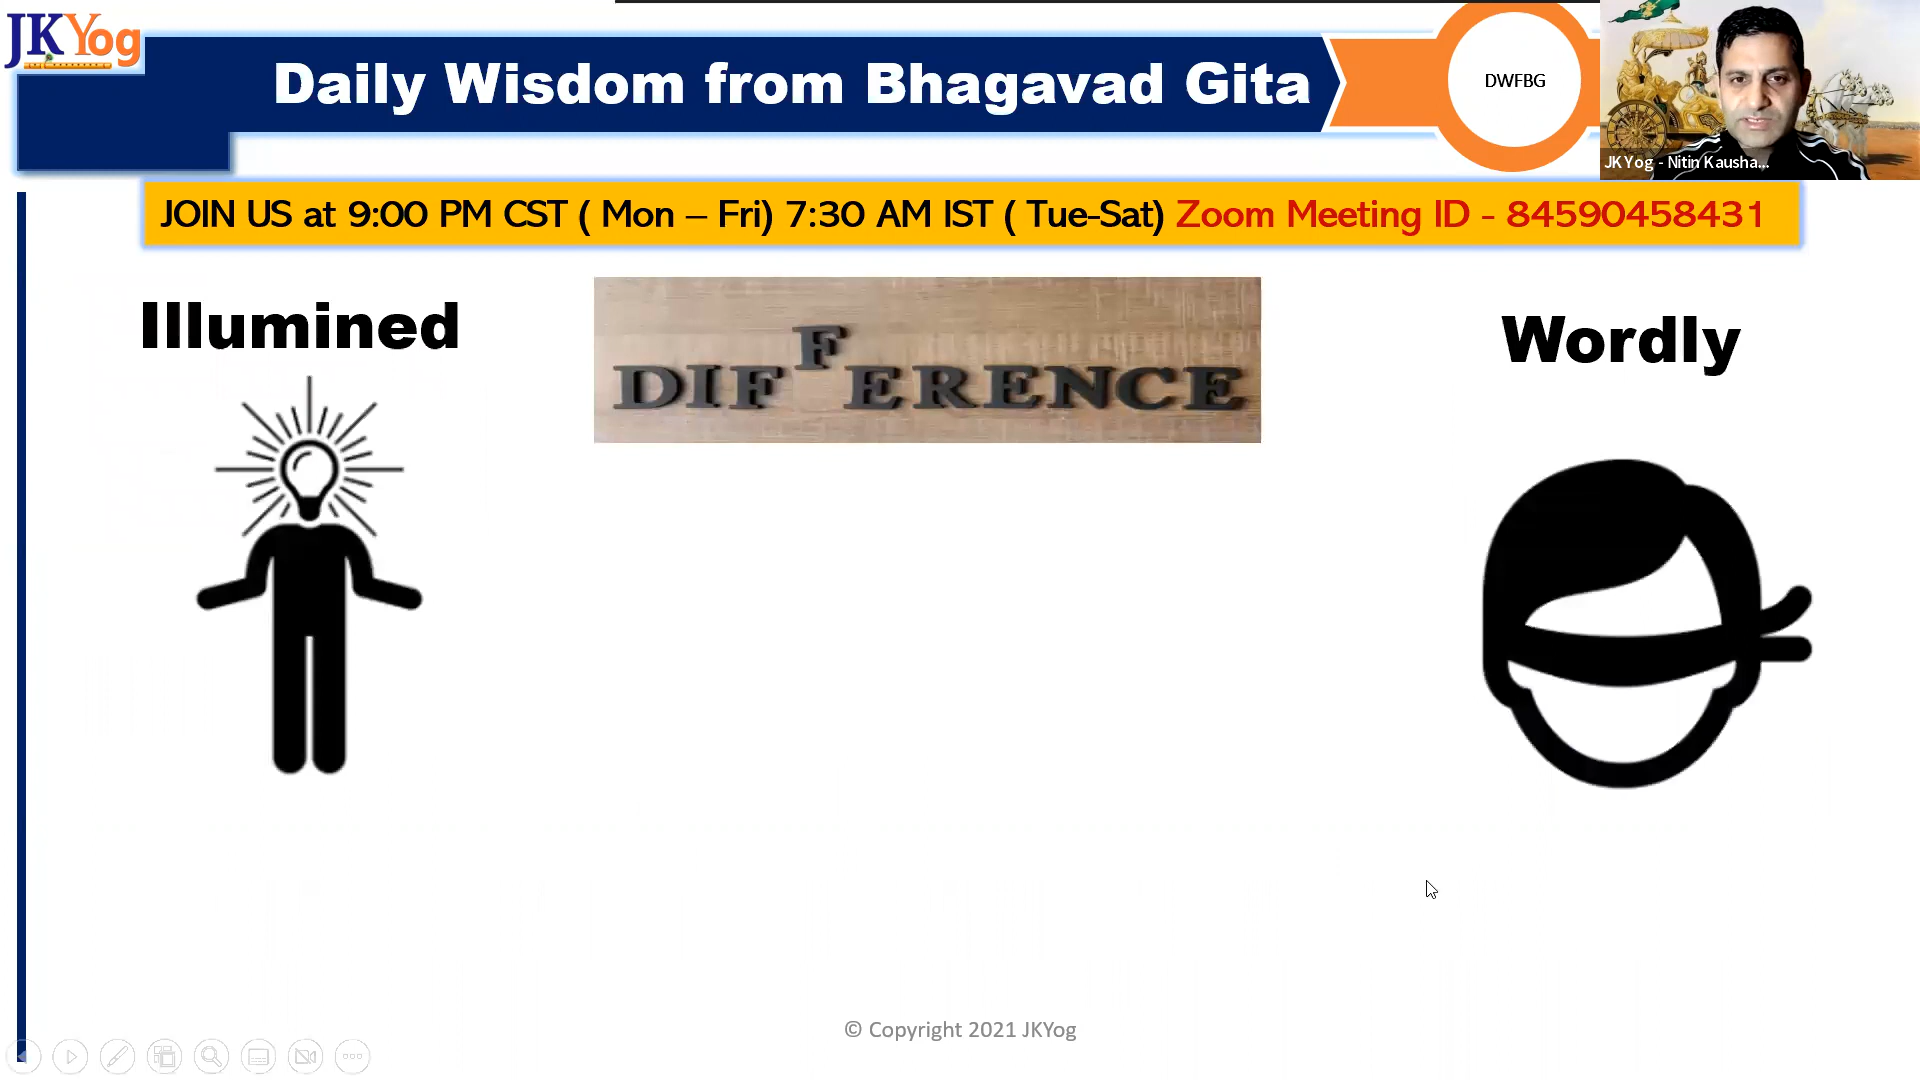 JKYog
Daily Wisdom from Bhagavad Gita
DWFBG
JK Yog - Nitin Kausha...
JOIN US at 9:00 PM CST ( Mon – Fri) 7:30 AM IST ( Tue-Sat) Zoom Meeting ID - 84590458431
Illumined
DIFFERENCE
Wordly
© Copyright 2021 JKYog